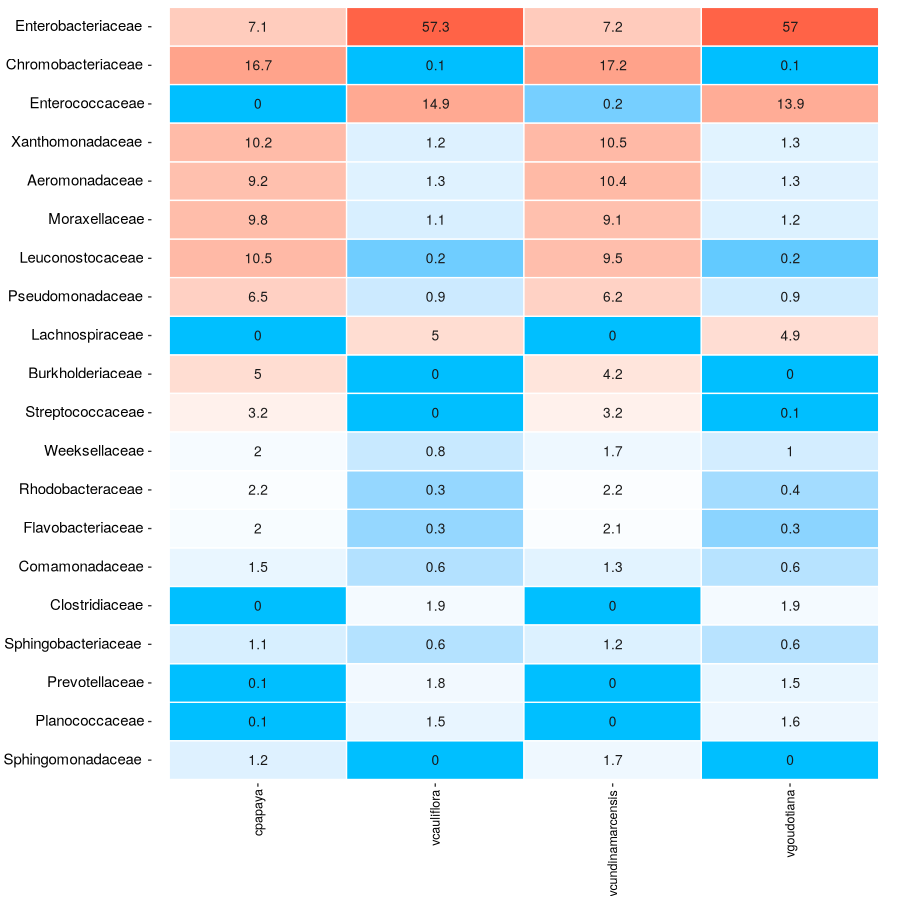 Enterobacteriaceae - 7.1 57.3 7.2 57
Chromobacteriaceae - 16.7 0.1 17.2 0.1
Enterococcaceae - 0 14.9 0.2 13.9
Xanthomonadaceae - 10.2 1.2 10.5 1.3
Aeromonadaceae - 9.2 1.3 10.4 1.3
Moraxellaceae - 9.8 1.1 9.1 1.2
Leuconostocaceae - 10.5 0.2 9.5 0.2
Pseudomonadaceae - 6.5 0.9 6.2 0.9
Lachnospiraceae - 0 5 0 4.9
Burkholderiaceae - 5 0 4.2 0
Streptococcaceae - 3.2 0 3.2 0.1
Weeksellaceae - 2 0.8 1.7 1
Rhodobacteraceae - 2.2 0.3 2.2 0.4
Flavobacteriaceae - 2 0.3 2.1 0.3
Comamonadaceae - 1.5 0.6 1.3 0.6
Clostridiaceae - 0 1.9 0 1.9
Sphingobacteriaceae - 1.1 0.6 1.2 0.6
Prevotellaceae - 0.1 1.8 0 1.5
Planococcaceae - 0.1 1.5 0 1.6
Sphingomonadaceae - 1.2 0 1.7 0
cpapaya -
vcauliflora -
vcundinamarcensis -
vgoudotiana -